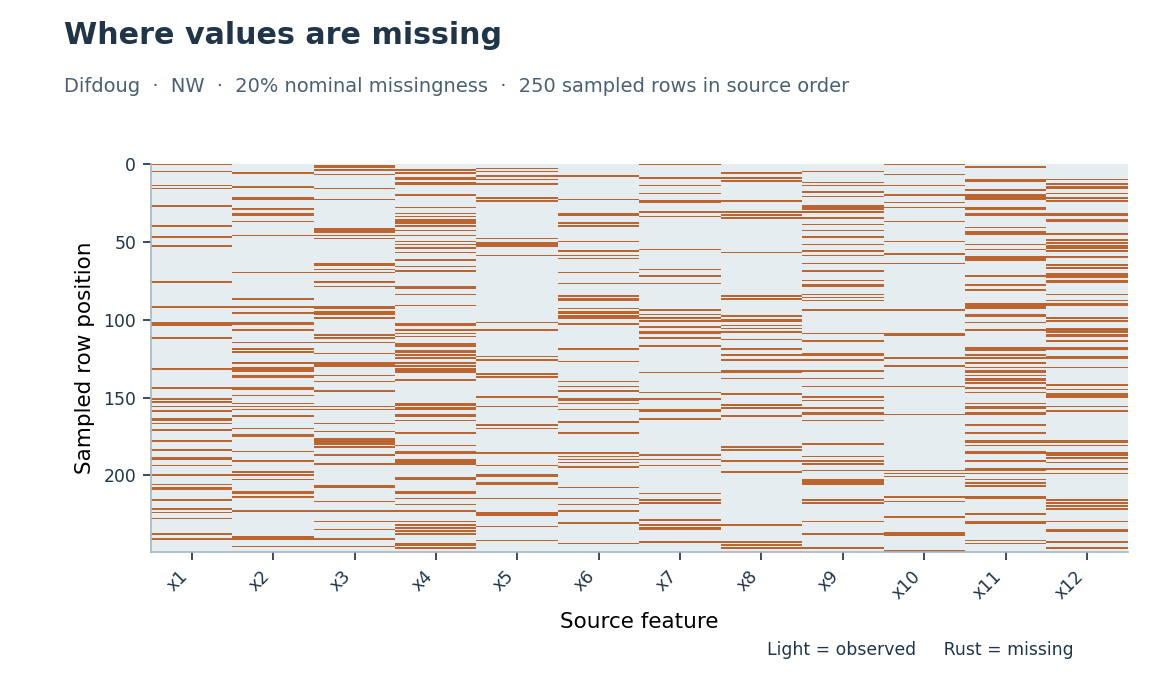 Where values are missing
Difdoug · NW · 20% nominal missingness · 250 sampled rows in source order
Sampled row position
0
50
100
150
200
x1 x2 x3 x4 x5 x6 x7 x8 x9 x10 x11 x12
Source feature
Light = observed Rust = missing